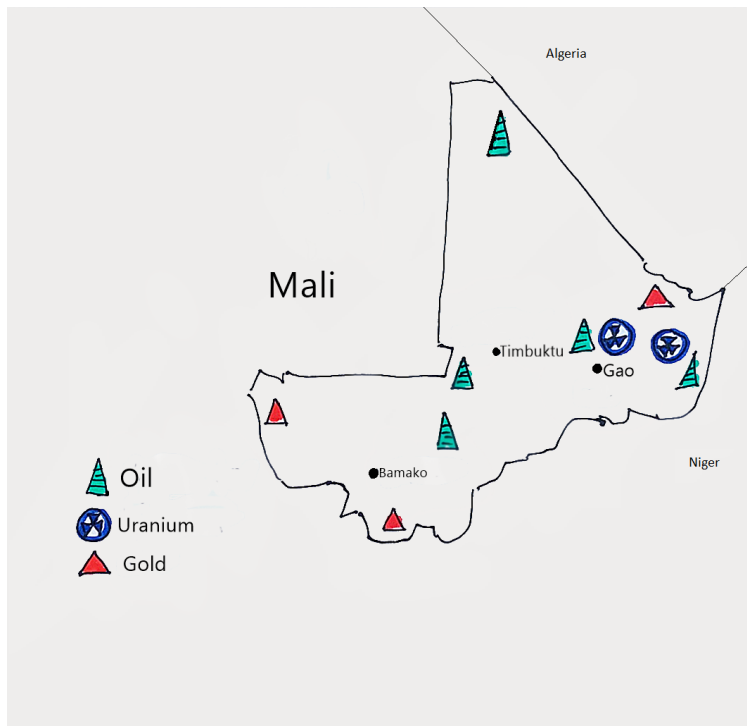 Algeria
Mali
Timbuktu
Gao
Niger
Bamako
Oil
Uranium
Gold